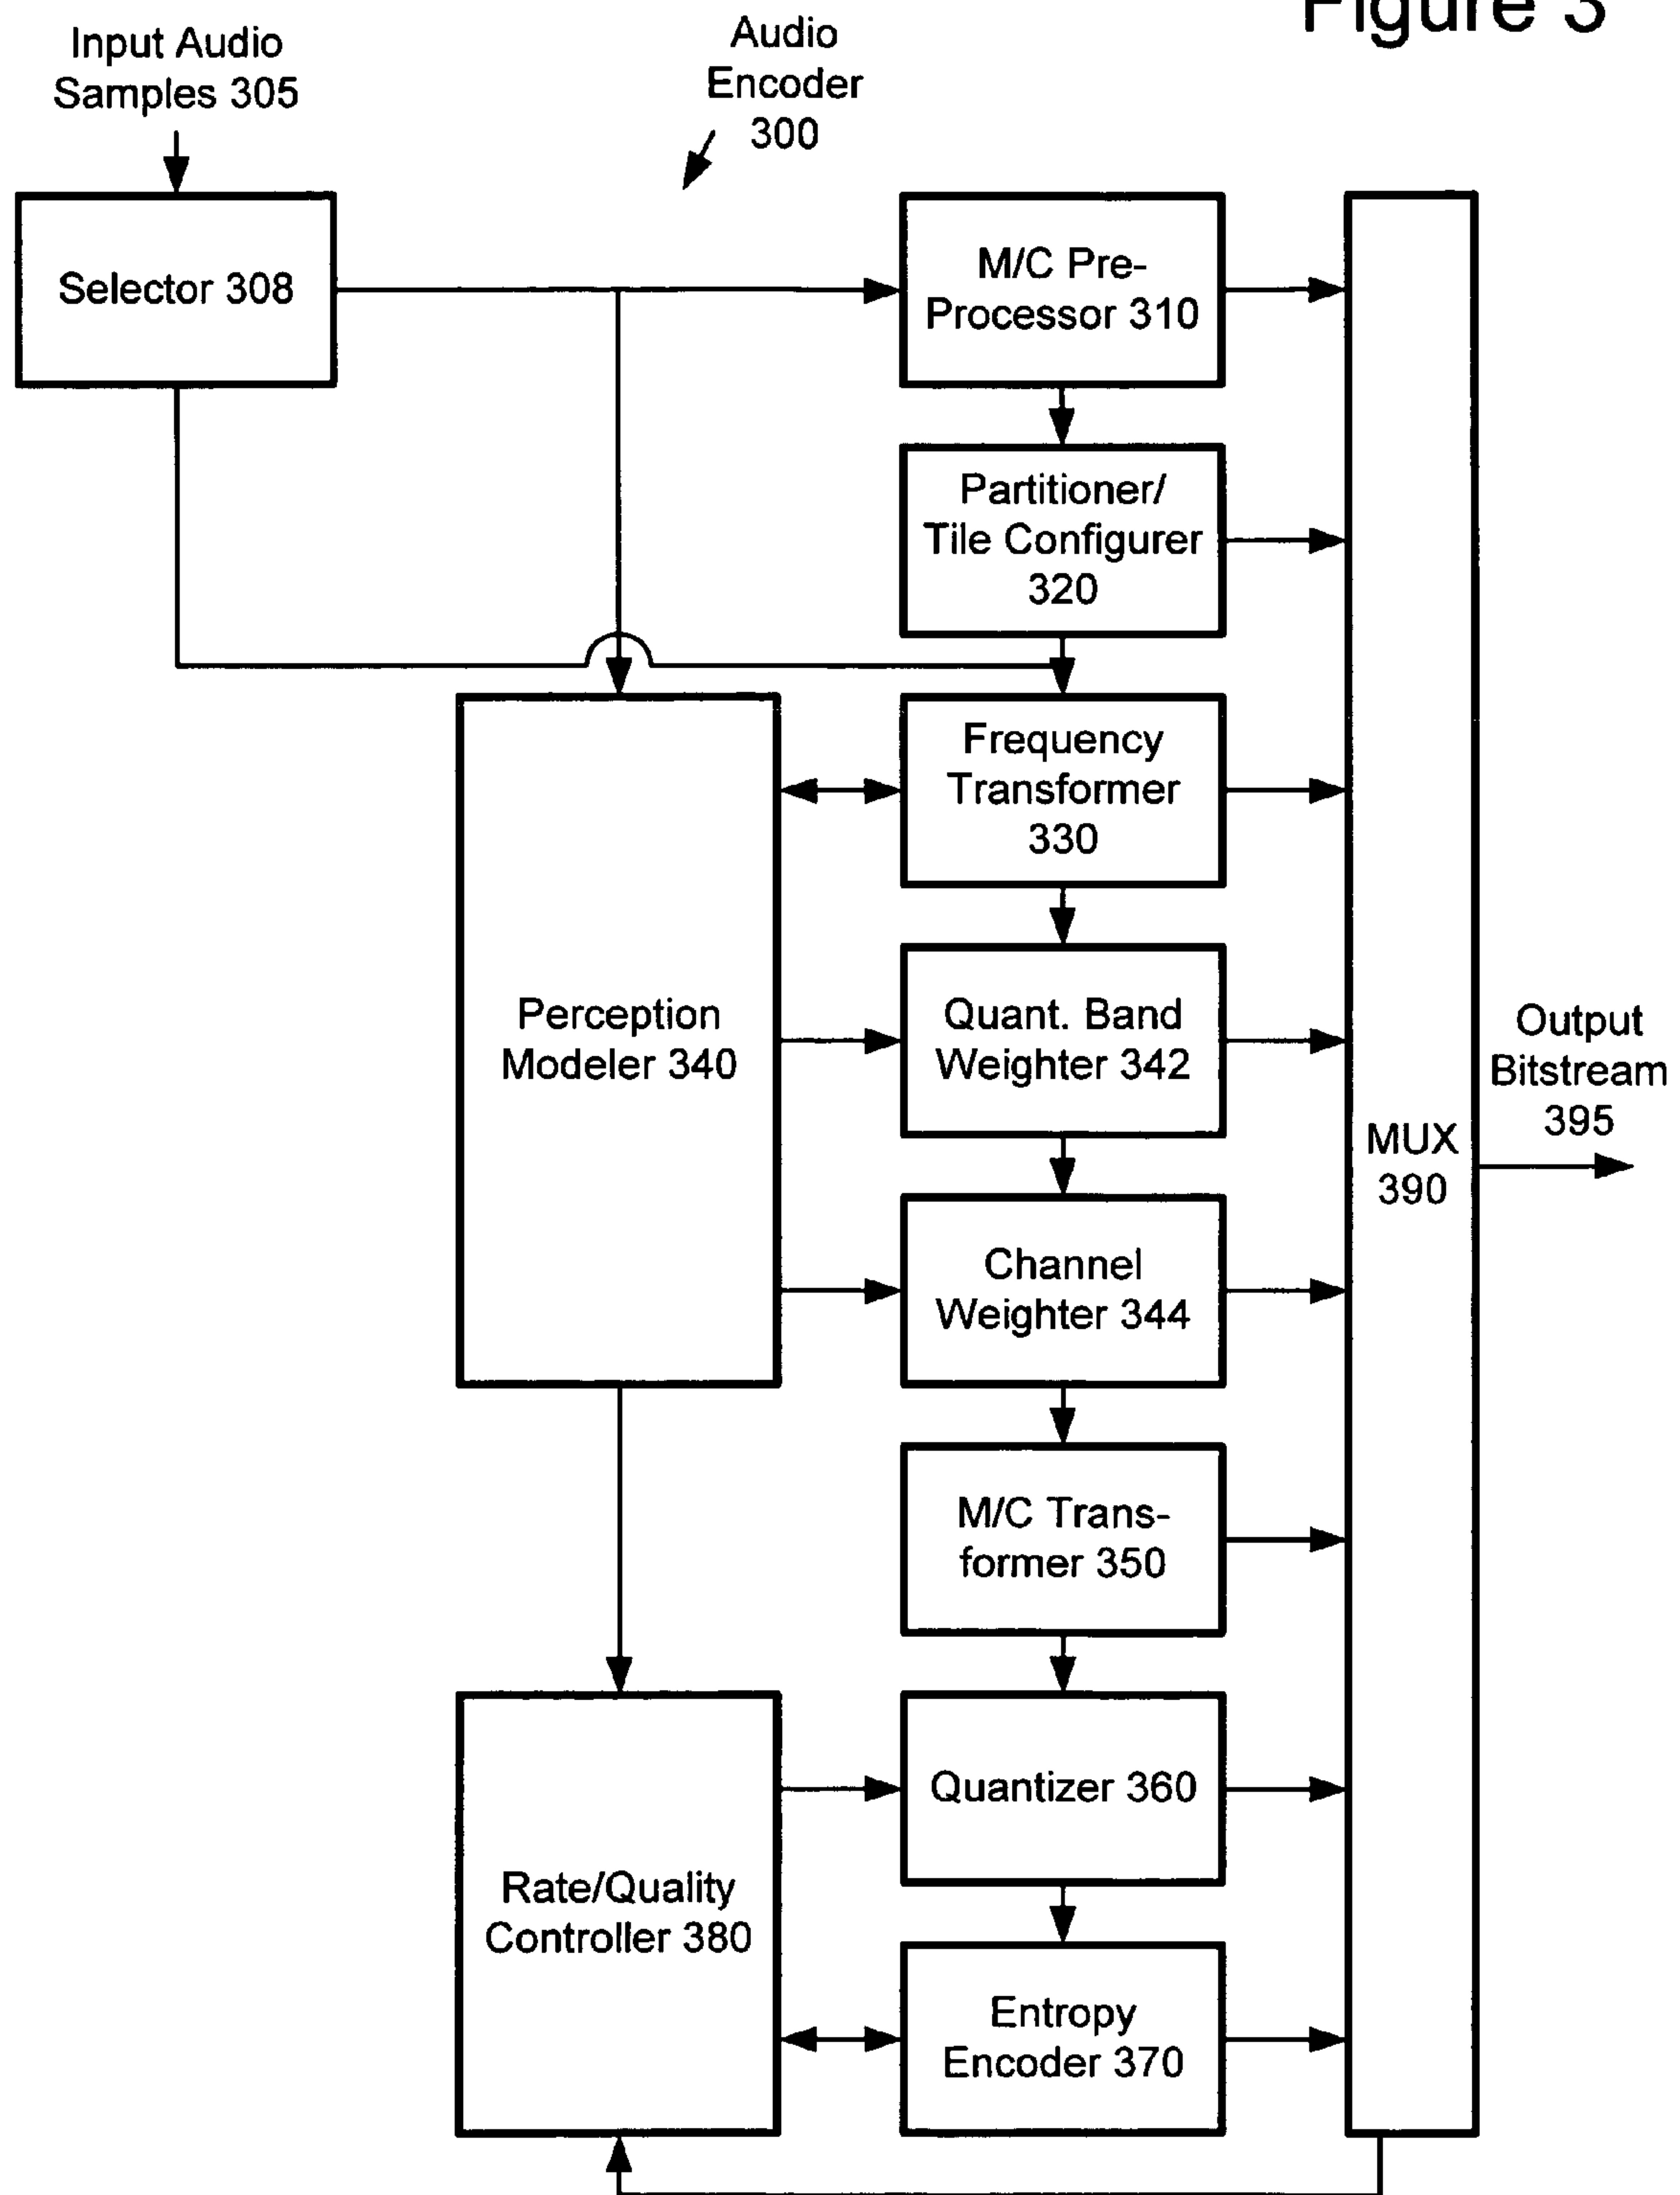 Figure 3
Input Audio
Samples 305
Audio
Encoder
300
Selector 308
M/C Pre-
Processor 310
Partitioner/
Tile Configurer
320
Frequency
Transformer
330
Perception
Modeler 340
Quant. Band
Weighter 342
Output
Bitstream
395
MUX
390
Channel
Weighter 344
M/C Trans-
former 350
Quantizer 360
Rate/Quality
Controller 380
Entropy
Encoder 370